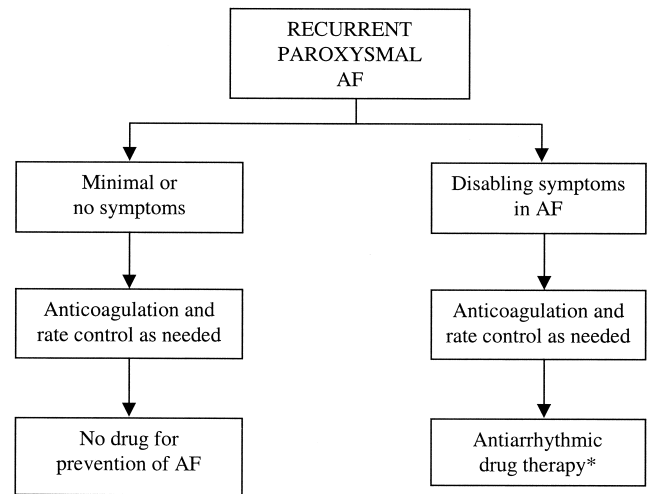 RECURRENT
PAROXYSMAL
AF
Minimal or
no symptoms
Disabling symptoms
in AF
Anticoagulation and
rate control as needed
Anticoagulation and
rate control as needed
No drug for
prevention of AF
Antiarrhythmic
drug therapy*